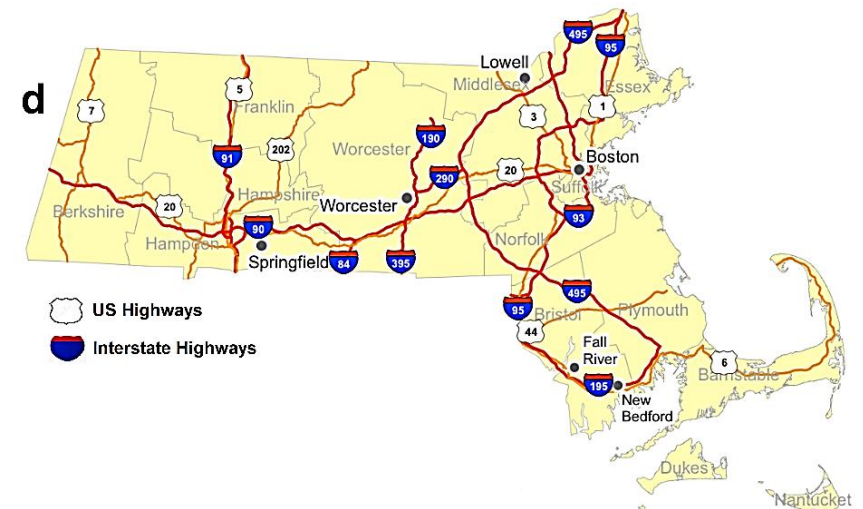 d
495
95
Lowell
Middlesex
Essex
7
5
Franklin
3
1
202
190
Worcester
91
Boston
290
20
Suffolk
Hampshire
Worcester
20
Berkshire
93
90
Hampden
Norfolk
Springfield
84
395
495
95
Bristol
Plymouth
US Highways
44
Interstate Highways
Fall
River
6
Barnstable
195
New
Bedford
Dukes
Nantucket